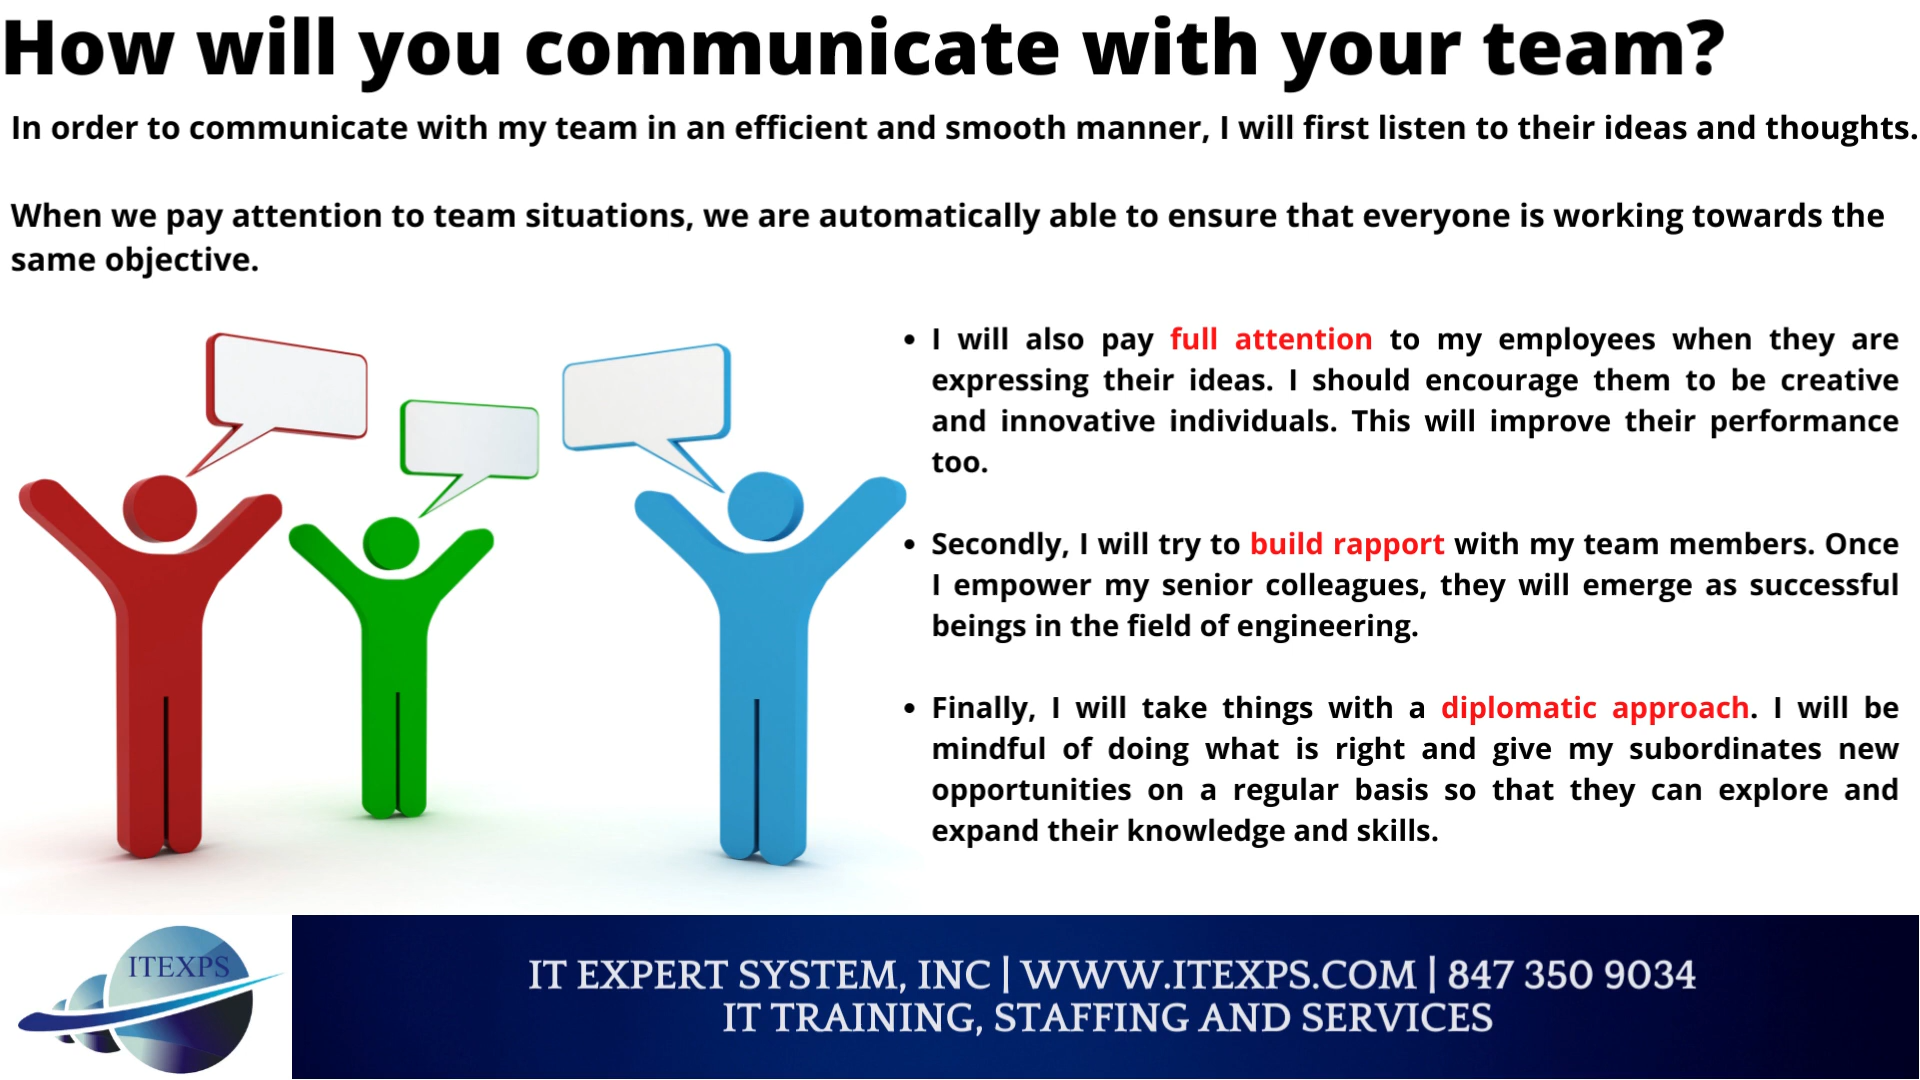 How will you communicate with your team?
In order to communicate with my team in an efficient and smooth manner, I will first listen to their ideas and thoughts.
When we pay attention to team situations, we are automatically able to ensure that everyone is working towards the
same objective.
• I will also pay full attention to my employees when they are
expressing their ideas. I should encourage them to be creative
and innovative individuals. This will improve their performance
too.
• Secondly, I will try to build rapport with my team members. Once
I empower my senior colleagues, they will emerge as successful
beings in the field of engineering.
• Finally, I will take things with a diplomatic approach. I will be
mindful of doing what is right and give my subordinates new
opportunities on a regular basis so that they can explore and
expand their knowledge and skills.
ITEXPS
IT EXPERT SYSTEM, INC | WWW.ITEXPS.COM | 847 350 9034
IT TRAINING, STAFFING AND SERVICES